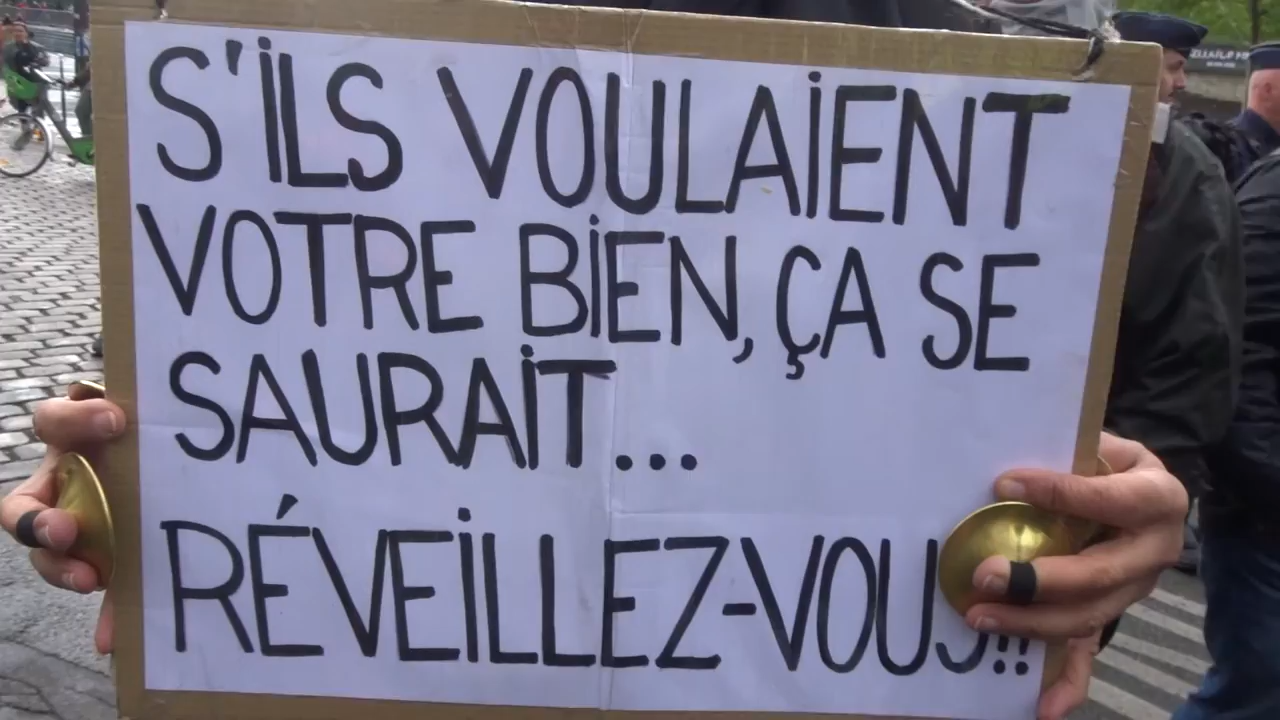 S'iLS VOULAiENT
VOTRE BiEN, ÇA SE
SAURAiT...
RÉVEiLLEZ-VOUS!!